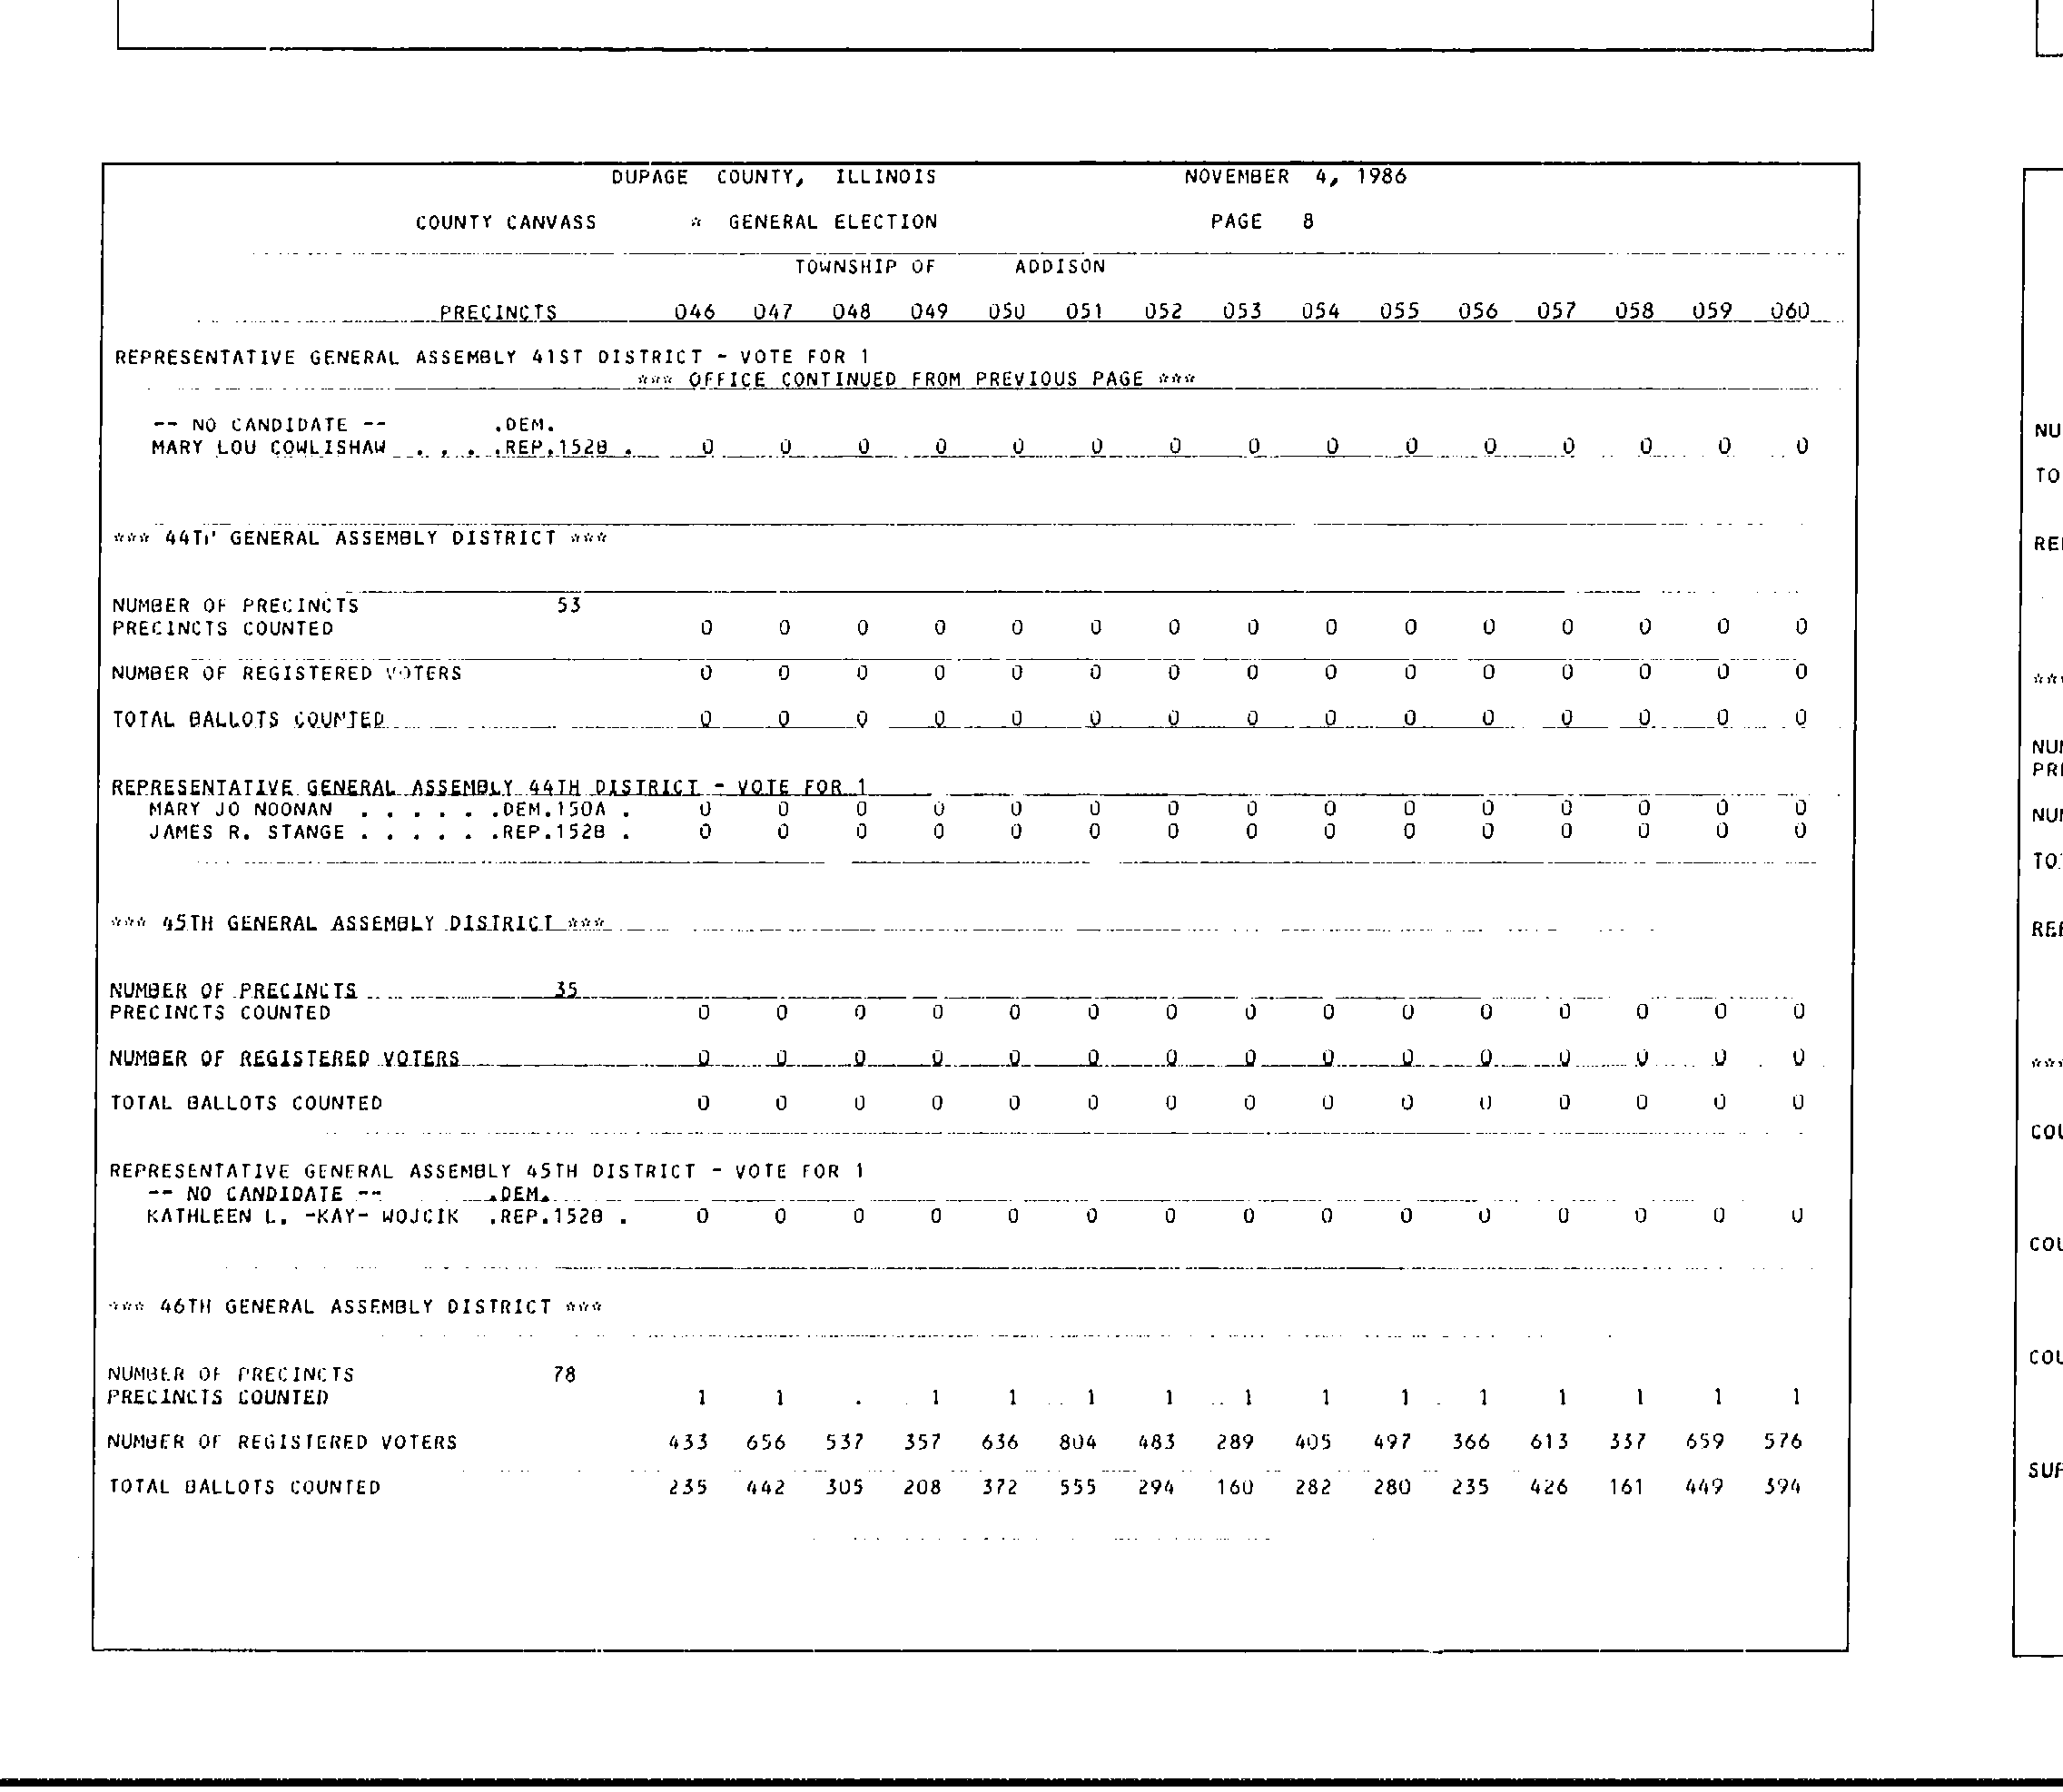 DUPAGE COUNTY, ILLINOIS NOVEMBER 4, 1986
COUNTY CANVASS * GENERAL ELECTION PAGE 8
TOWNSHIP OF ADDISON
PRECINCTS 046 047 048 049 050 051 052 053 054 055 056 057 058 059 060
REPRESENTATIVE GENERAL ASSEMBLY 41ST DISTRICT - VOTE FOR 1
*** OFFICE CONTINUED FROM PREVIOUS PAGE ***
-- NO CANDIDATE -- .DEM.
MARY LOU COWLISHAW . . . . .REP.152B . 0 0 0 0 0 0 0 0 0 0 0 0 0 0 0
*** 44TH GENERAL ASSEMBLY DISTRICT ***
NUMBER OF PRECINCTS 53
PRECINCTS COUNTED 0 0 0 0 0 0 0 0 0 0 0 0 0 0 0
NUMBER OF REGISTERED VOTERS 0 0 0 0 0 0 0 0 0 0 0 0 0 0 0
TOTAL BALLOTS COUNTED 0 0 0 0 0 0 0 0 0 0 0 0 0 0 0
REPRESENTATIVE GENERAL ASSEMBLY 44TH DISTRICT - VOTE FOR 1
MARY JO NOONAN . . . . . .DEM.150A . 0 0 0 0 0 0 0 0 0 0 0 0 0 0 0
JAMES R. STANGE . . . . . .REP.152B . 0 0 0 0 0 0 0 0 0 0 0 0 0 0 0
*** 45TH GENERAL ASSEMBLY DISTRICT ***
NUMBER OF PRECINCTS 35
PRECINCTS COUNTED 0 0 0 0 0 0 0 0 0 0 0 0 0 0 0
NUMBER OF REGISTERED VOTERS 0 0 0 0 0 0 0 0 0 0 0 0 0 0 0
TOTAL BALLOTS COUNTED 0 0 0 0 0 0 0 0 0 0 0 0 0 0 0
REPRESENTATIVE GENERAL ASSEMBLY 45TH DISTRICT - VOTE FOR 1
-- NO CANDIDATE -- .DEM.
KATHLEEN L. -KAY- WOJCIK .REP.152B . 0 0 0 0 0 0 0 0 0 0 0 0 0 0 0
*** 46TH GENERAL ASSEMBLY DISTRICT ***
NUMBER OF PRECINCTS 78
PRECINCTS COUNTED 1 1 . 1 1 1 1 1 1 1 1 1 1 1 1
NUMBER OF REGISTERED VOTERS 433 656 537 357 636 804 483 289 405 497 366 613 337 659 576
TOTAL BALLOTS COUNTED 235 442 305 208 372 555 294 160 282 280 235 426 161 449 394